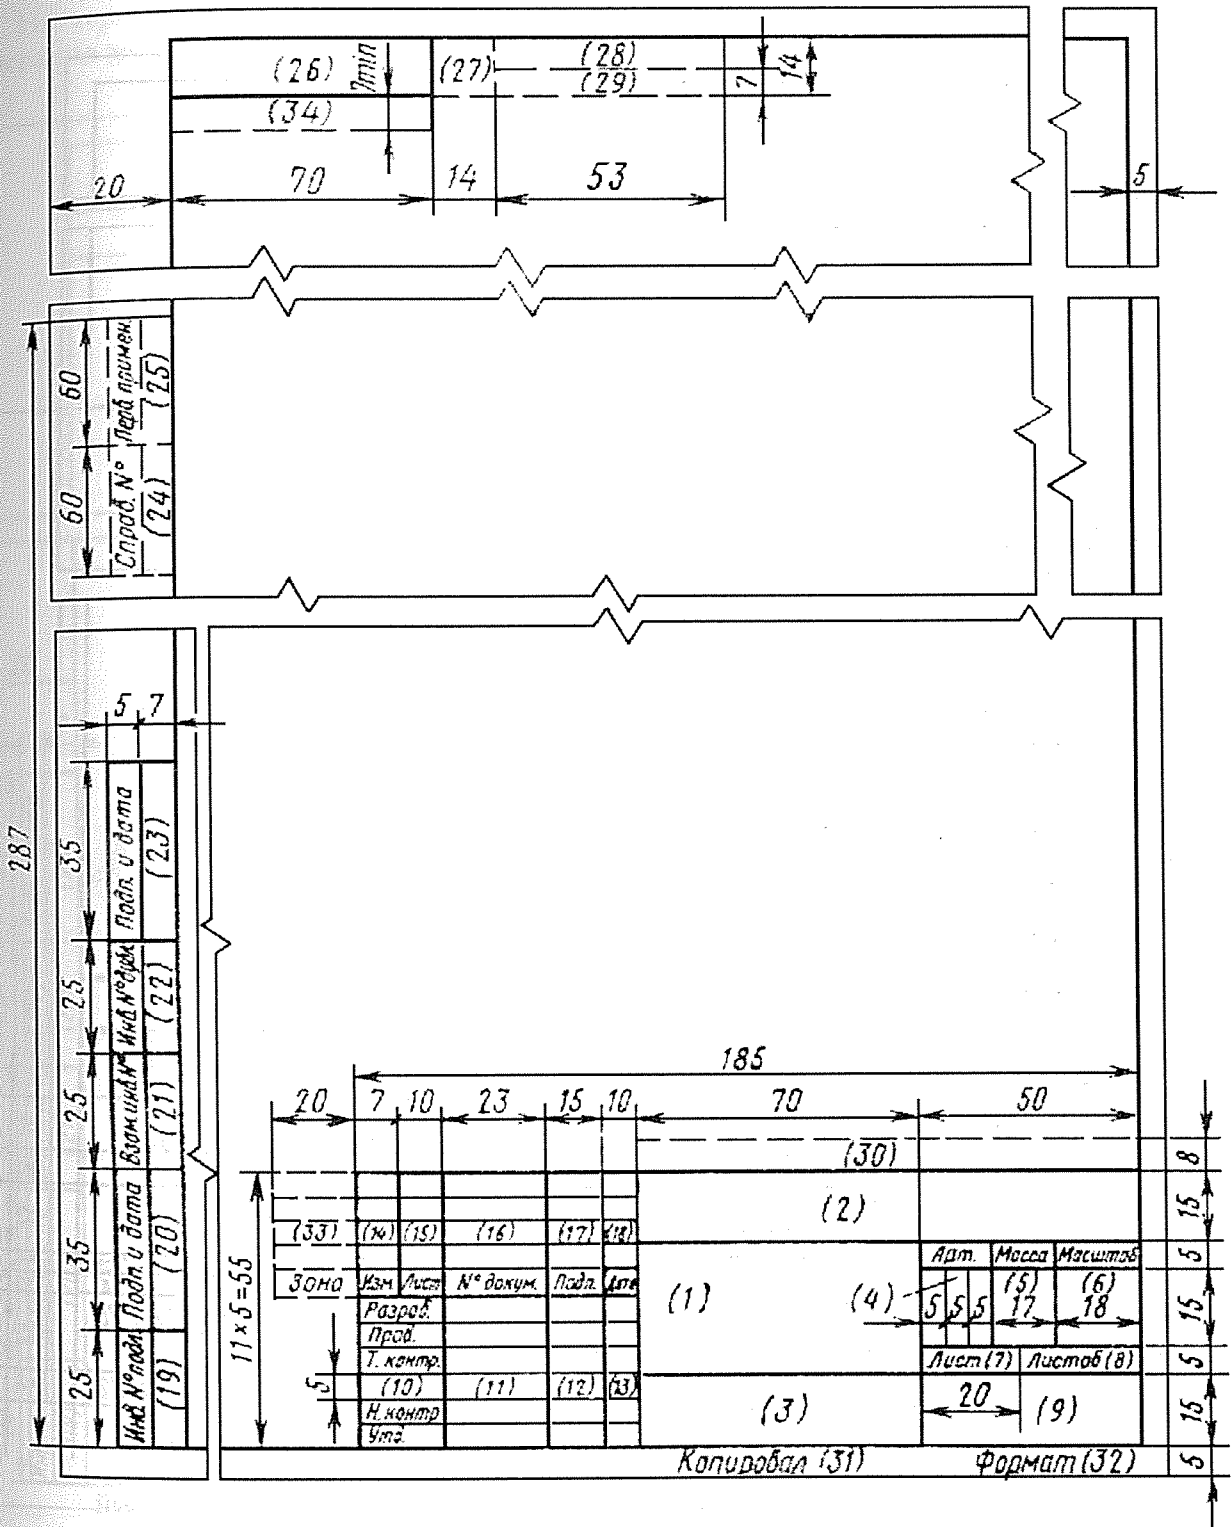 (26) 7min (27) (28)
(29)
7 14
(34)
20 70 14 53 5
60 Перв. примен. (25)
60 Справ. N° (24)
287
5 7
35 Подп. и дата (23)
25 Инв. N° дубл. (22)
25 Взам. инв. N° (21)
35 Подп. и дата (20)
25 Инв. N° подл. (19)
185
20 7 10 23 15 10 70 50
(30) 8
(2) 15
(33) (14) (15) (16) (17) (18)
11×5=55
Зона Изм Лист N° докум. Подп. Дата
Разраб.
Пров.
Т. контр.
5 (10) (11) (12) (13)
Н. контр
Утв.
(1)
(3)
Лит. Масса Масштаб 5
(4) (5) (6)
5 5 5 17 18 15
Лист (7) Листов (8) 5
20 (9) 15
Копировал (31) Формат (32) 5